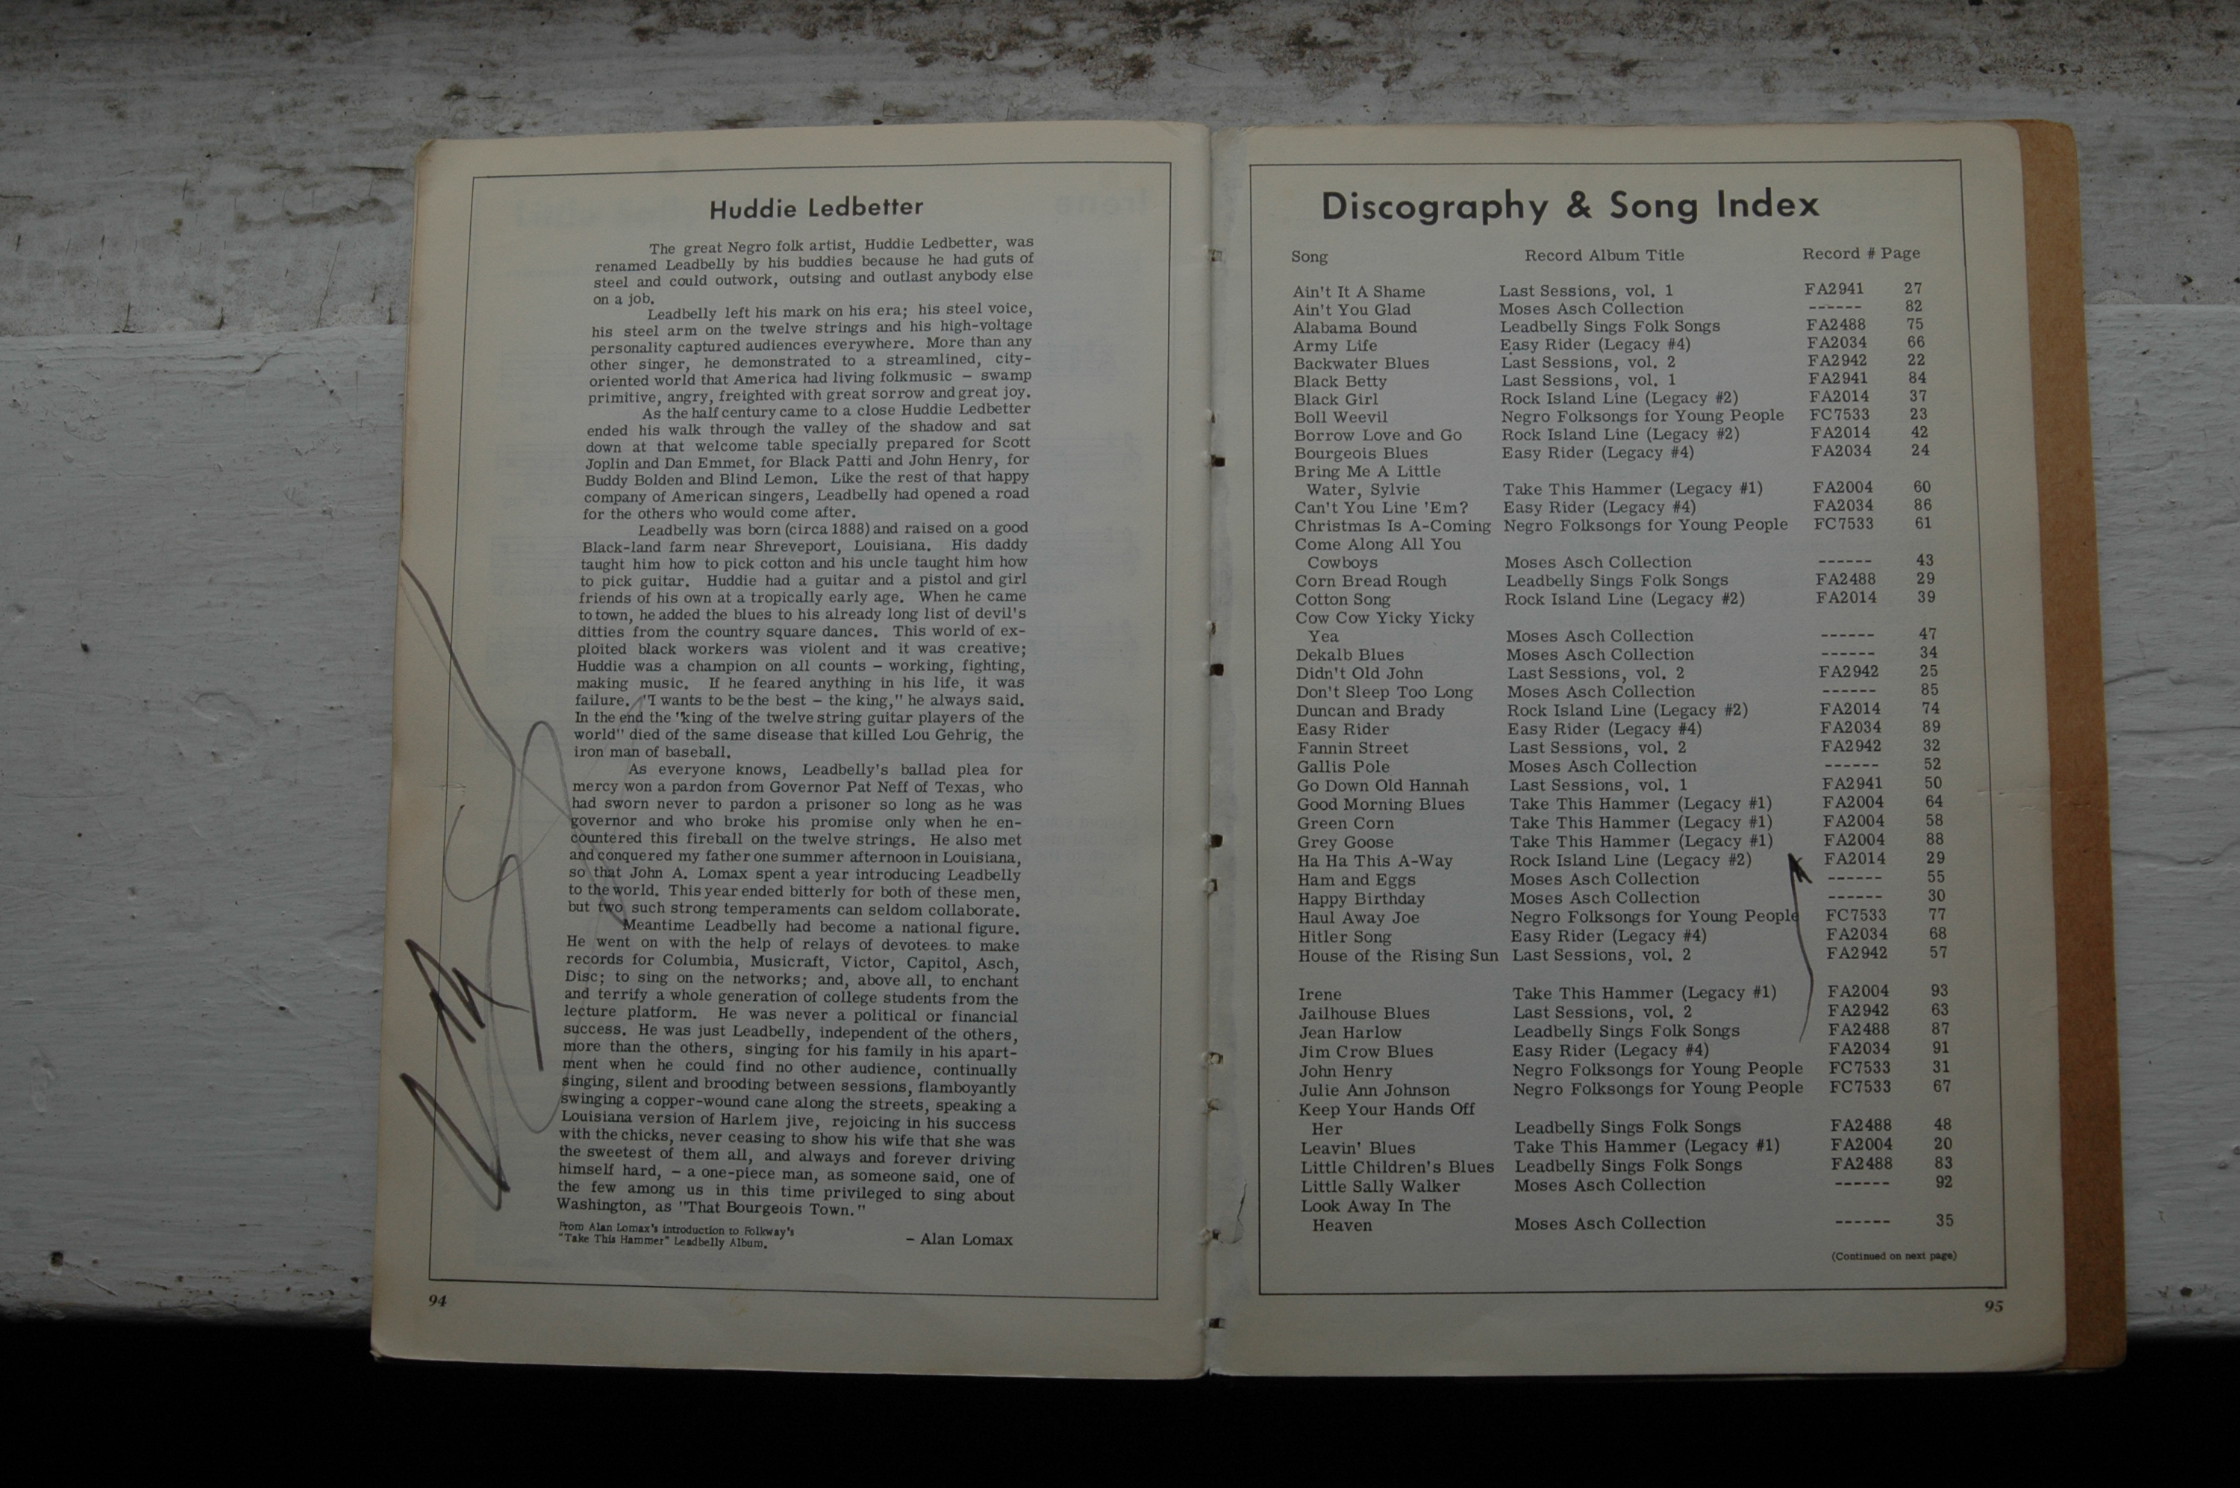 Huddie Ledbetter
The great Negro folk artist, Huddie Ledbetter, was
renamed Leadbelly by his buddies because he had guts of
steel and could outwork, outsing and outlast anybody else
on a job.
Leadbelly left his mark on his era; his steel voice,
his steel arm on the twelve strings and his high-voltage
personality captured audiences everywhere. More than any
other singer, he demonstrated to a streamlined, city-
oriented world that America had living folkmusic - swamp
primitive, angry, freighted with great sorrow and great joy.
As the half century came to a close Huddie Ledbetter
ended his walk through the valley of the shadow and sat
down at that welcome table specially prepared for Scott
Joplin and Dan Emmet, for Black Patti and John Henry, for
Buddy Bolden and Blind Lemon. Like the rest of that happy
company of American singers, Leadbelly had opened a road
for the others who would come after.
Leadbelly was born (circa 1888) and raised on a good
Black-land farm near Shreveport, Louisiana. His daddy
taught him how to pick cotton and his uncle taught him how
to pick guitar. Huddie had a guitar and a pistol and girl
friends of his own at a tropically early age. When he came
to town, he added the blues to his already long list of devil's
ditties from the country square dances. This world of ex-
ploited black workers was violent and it was creative;
Huddie was a champion on all counts - working, fighting,
making music. If he feared anything in his life, it was
failure. "I wants to be the best - the king," he always said.
In the end the "king of the twelve string guitar players of the
world" died of the same disease that killed Lou Gehrig, the
iron man of baseball.
As everyone knows, Leadbelly's ballad plea for
mercy won a pardon from Governor Pat Neff of Texas, who
had sworn never to pardon a prisoner so long as he was
governor and who broke his promise only when he en-
countered this fireball on the twelve strings. He also met
and conquered my father one summer afternoon in Louisiana,
so that John A. Lomax spent a year introducing Leadbelly
to the world. This year ended bitterly for both of these men,
but two such strong temperaments can seldom collaborate.
Meantime Leadbelly had become a national figure.
He went on with the help of relays of devotees to make
records for Columbia, Musicraft, Victor, Capitol, Asch,
Disc; to sing on the networks; and, above all, to enchant
and terrify a whole generation of college students from the
lecture platform. He was never a political or financial
success. He was just Leadbelly, independent of the others,
more than the others, singing for his family in his apart-
ment when he could find no other audience, continually
singing, silent and brooding between sessions, flamboyantly
swinging a copper-wound cane along the streets, speaking a
Louisiana version of Harlem jive, rejoicing in his success
with the chicks, never ceasing to show his wife that she was
the sweetest of them all, and always and forever driving
himself hard, - a one-piece man, as someone said, one of
the few among us in this time privileged to sing about
Washington, as "That Bourgeois Town."
From Alan Lomax's introduction to Folkway's
"Take This Hammer" Leadbelly Album.
- Alan Lomax
94
Discography & Song Index
Song Record Album Title Record # Page
Ain't It A Shame Last Sessions, vol. 1 FA2941 27
Ain't You Glad Moses Asch Collection ------ 82
Alabama Bound Leadbelly Sings Folk Songs FA2488 75
Army Life Easy Rider (Legacy #4) FA2034 66
Backwater Blues Last Sessions, vol. 2 FA2942 22
Black Betty Last Sessions, vol. 1 FA2941 84
Black Girl Rock Island Line (Legacy #2) FA2014 37
Boll Weevil Negro Folksongs for Young People FC7533 23
Borrow Love and Go Rock Island Line (Legacy #2) FA2014 42
Bourgeois Blues Easy Rider (Legacy #4) FA2034 24
Bring Me A Little
Water, Sylvie Take This Hammer (Legacy #1) FA2004 60
Can't You Line 'Em? Easy Rider (Legacy #4) FA2034 86
Christmas Is A-Coming Negro Folksongs for Young People FC7533 61
Come Along All You
Cowboys Moses Asch Collection ------ 43
Corn Bread Rough Leadbelly Sings Folk Songs FA2488 29
Cotton Song Rock Island Line (Legacy #2) FA2014 39
Cow Cow Yicky Yicky
Yea Moses Asch Collection ------ 47
Dekalb Blues Moses Asch Collection ------ 34
Didn't Old John Last Sessions, vol. 2 FA2942 25
Don't Sleep Too Long Moses Asch Collection ------ 85
Duncan and Brady Rock Island Line (Legacy #2) FA2014 74
Easy Rider Easy Rider (Legacy #4) FA2034 89
Fannin Street Last Sessions, vol. 2 FA2942 32
Gallis Pole Moses Asch Collection ------ 52
Go Down Old Hannah Last Sessions, vol. 1 FA2941 50
Good Morning Blues Take This Hammer (Legacy #1) FA2004 64
Green Corn Take This Hammer (Legacy #1) FA2004 58
Grey Goose Take This Hammer (Legacy #1) FA2004 88
Ha Ha This A-Way Rock Island Line (Legacy #2) FA2014 29
Ham and Eggs Moses Asch Collection ------ 55
Happy Birthday Moses Asch Collection ------ 30
Haul Away Joe Negro Folksongs for Young People FC7533 77
Hitler Song Easy Rider (Legacy #4) FA2034 68
House of the Rising Sun Last Sessions, vol. 2 FA2942 57
Irene Take This Hammer (Legacy #1) FA2004 93
Jailhouse Blues Last Sessions, vol. 2 FA2942 63
Jean Harlow Leadbelly Sings Folk Songs FA2488 87
Jim Crow Blues Easy Rider (Legacy #4) FA2034 91
John Henry Negro Folksongs for Young People FC7533 31
Julie Ann Johnson Negro Folksongs for Young People FC7533 67
Keep Your Hands Off
Her Leadbelly Sings Folk Songs FA2488 48
Leavin' Blues Take This Hammer (Legacy #1) FA2004 20
Little Children's Blues Leadbelly Sings Folk Songs FA2488 83
Little Sally Walker Moses Asch Collection ------ 92
Look Away In The
Heaven Moses Asch Collection ------ 35
(Continued on next page)
95